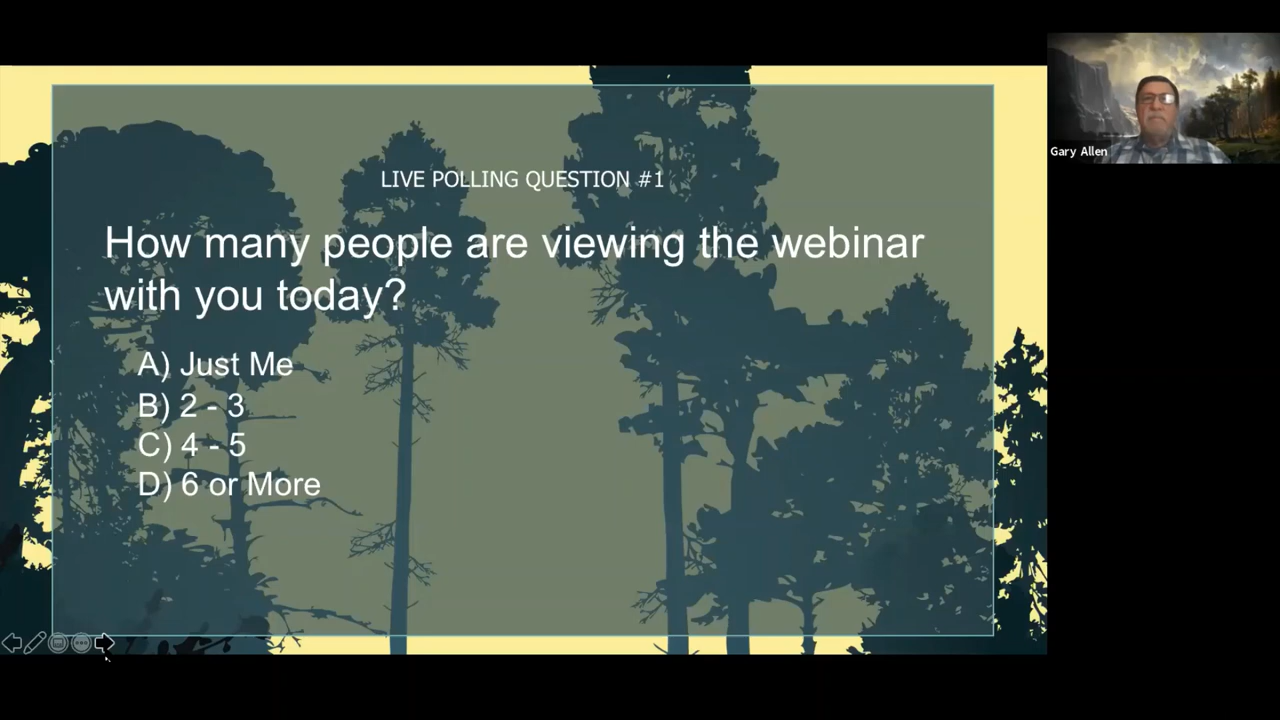 LIVE POLLING QUESTION #1
How many people are viewing the webinar
with you today?
A) Just Me
B) 2 - 3
C) 4 - 5
D) 6 or More
Gary Allen